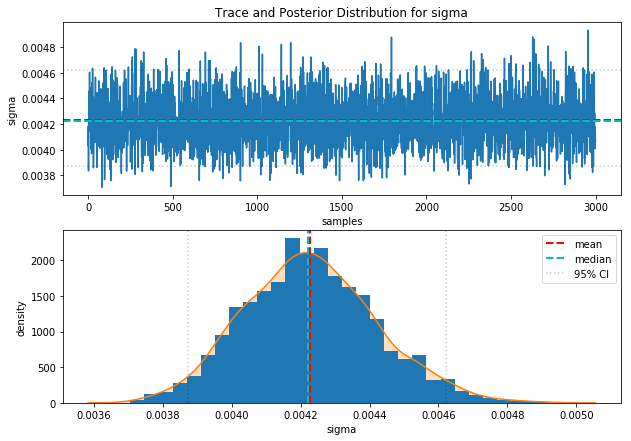 Trace and Posterior Distribution for sigma
0.0048
0.0046
0.0044
0.0042
0.0040
0.0038
sigma
0 500 1000 1500 2000 2500 3000
samples
2000
1500
1000
500
0
density
mean
median
95% CI
0.0036 0.0038 0.0040 0.0042 0.0044 0.0046 0.0048 0.0050
sigma